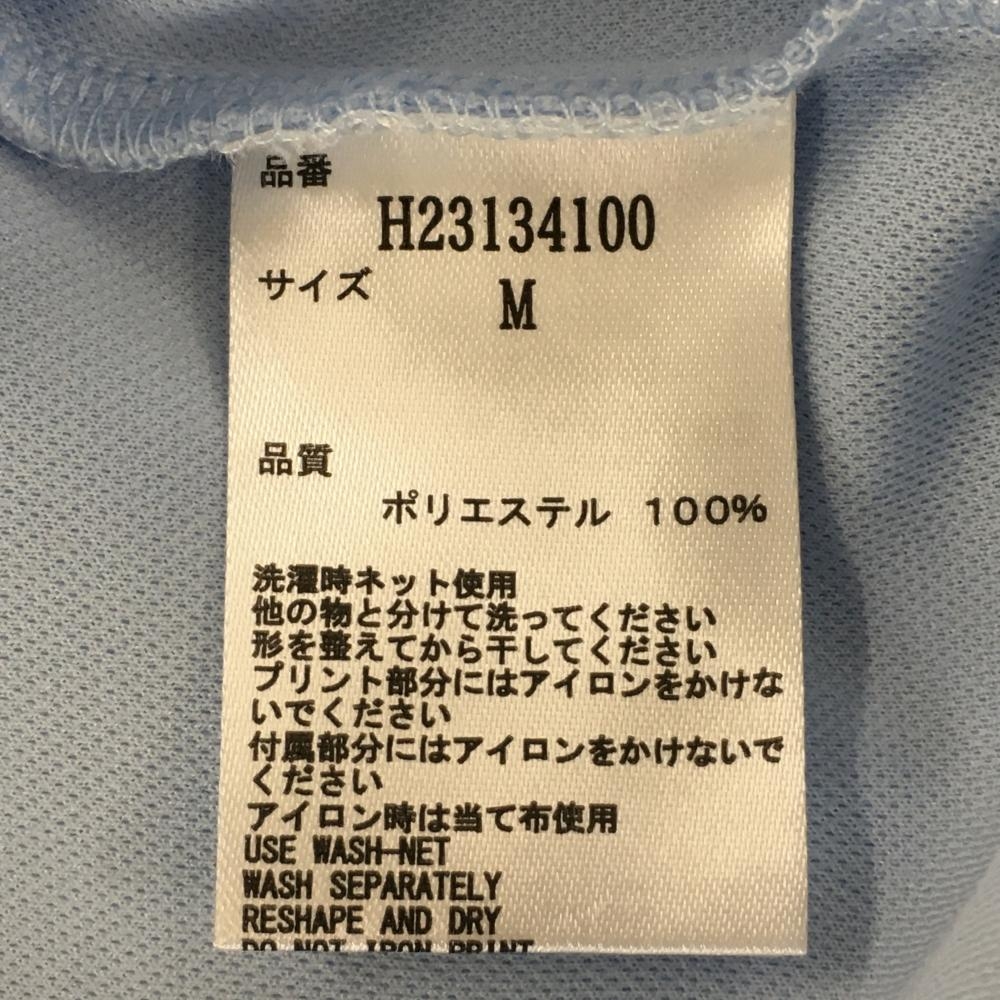 品番
H23134100
サイズ
M
品質
ポリエステル 100%
洗濯時ネット使用
他の物と分けて洗ってください
形を整えてから干してください
プリント部分にはアイロンをかけな
いでください
付属部分にはアイロンをかけないで
ください
アイロン時は当て布使用
USE WASH-NET
WASH SEPARATELY
RESHAPE AND DRY
DO NOT IRON PRINT